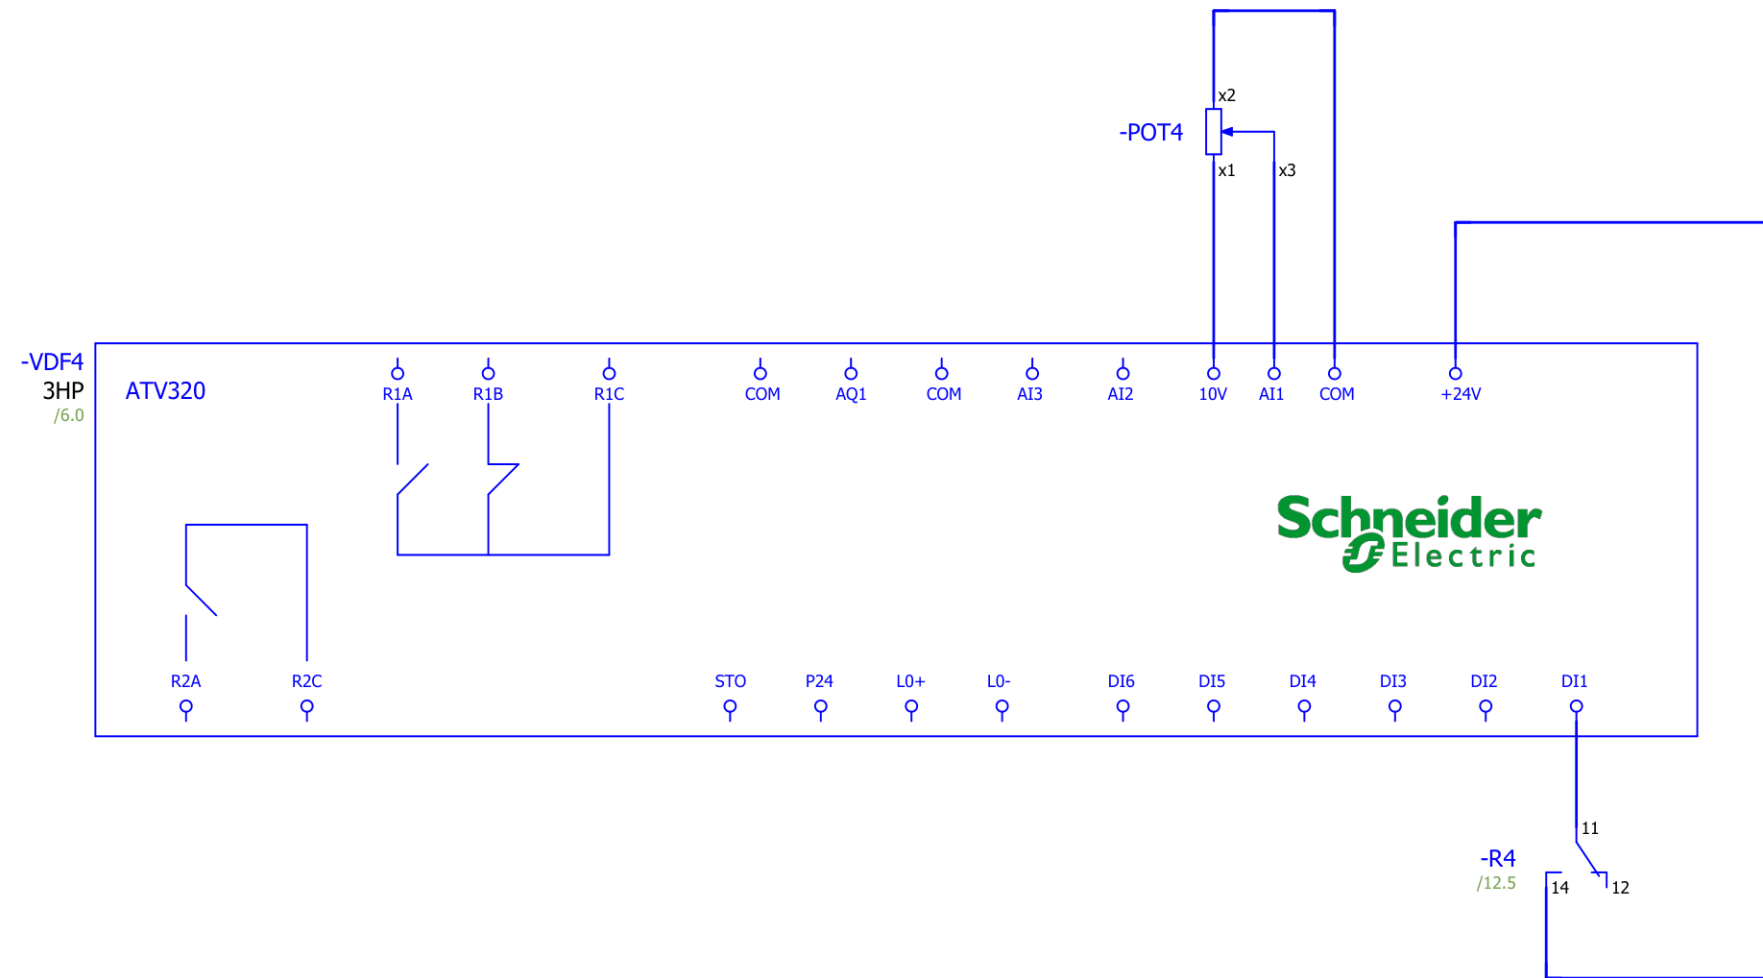 x2
-POT4
x1
x3
-VDF4
3HP
/6.0
ATV320
R1A
R1B
R1C
COM
AQ1
COM
AI3
AI2
10V
AI1
COM
+24V
Schneider
Electric
R2A
R2C
STO
P24
L0+
L0-
DI6
DI5
DI4
DI3
DI2
DI1
11
-R4
/12.5
14
12